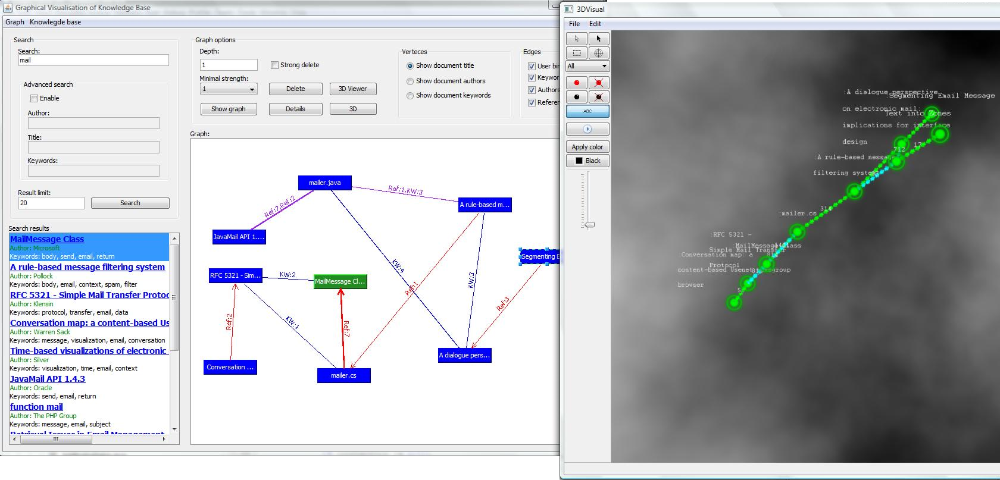 Graphical Visualisation of Knowledge Base
Graph Knowlegde base
Search
Search:
mail
Advanced search
Enable
Author:
Title:
Keywords:
Result limit:
20
Search
Search results
MailMessage Class
Author: Microsoft
Keywords: body, send, email, return
A rule-based message filtering system
Author: Pollock
Keywords: body, email, context, spam, filter
RFC 5321 - Simple Mail Transfer Protoc
Author: Klensin
Keywords: protocol, transfer, email, data
Conversation map: a content-based Us
Author: Warren Sack
Keywords: message, visualization, email, conversation
Time-based visualizations of electronic
Author: Silver
Keywords: visualization, time, email, context
JavaMail API 1.4.3
Author: Oracle
Keywords: send, email, return
function mail
Author: The PHP Group
Keywords: message, email, subject
Retrieval Issues in Email Management
Graph options
Depth:
1
Strong delete
Minimal strength:
1
Delete
3D Viewer
Show graph
Details
3D
Verteces
Show document title
Show document authors
Show document keywords
Edges
User bin
Keywor
Authors
Referen
Graph:
mailer.java
Ref:1,KW:3
A rule-based m...
Ref:7,Ref:2
JavaMail API 1....
KW:4
Segmenting E
RFC 5321 - Sim...
KW:2
MailMessage Cl...
KW:3
Ref:1
Ref:3
Ref:2
KW:1
Ref:7
A dialogue pers...
Conversation ...
mailer.cs
3DVisual
File Edit
All
ABC
Apply color
Black
:A dialogue perspective
on electronic mail:
implications for interface
design
Segmenting Email Message
Text into Zones
712
17
:A rule-based message
filtering system
:mailer.cs
314
:RFC 5321 -
Simple Mail Transfer
Protocol
:MailMessage Class
:Conversation map: a
content-based Usenet newsgroup
browser